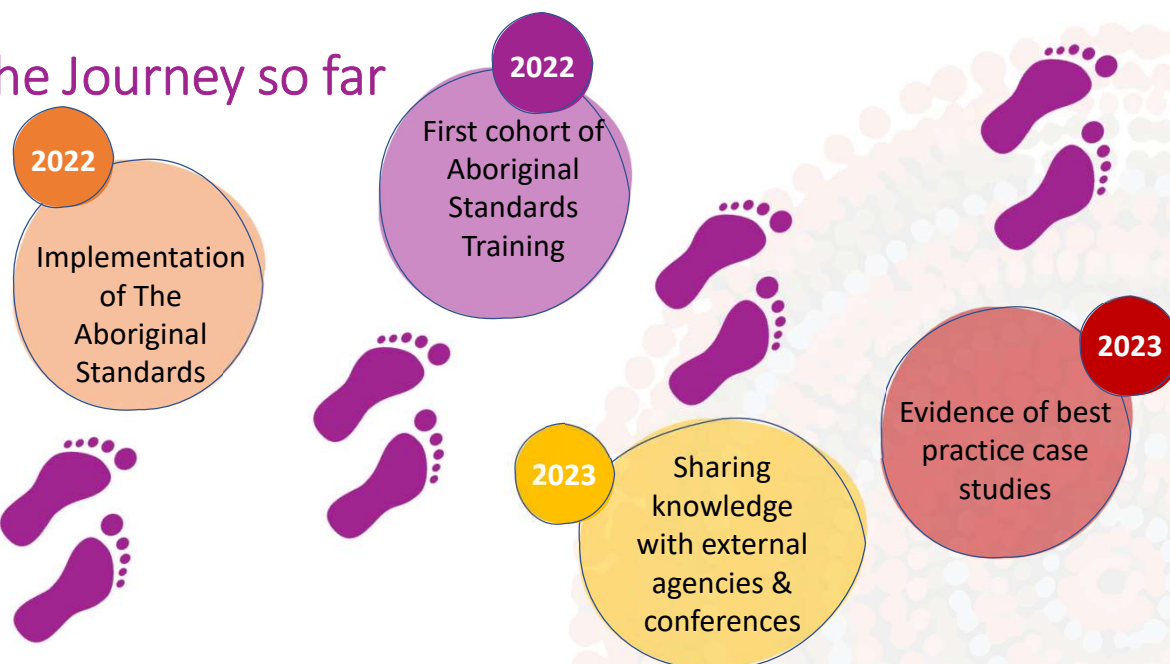 he Journey so far
2022
Implementation
of The
Aboriginal
Standards
2022
First cohort of
Aboriginal
Standards
Training
2023
Sharing
knowledge
with external
agencies &
conferences
2023
Evidence of best
practice case
studies